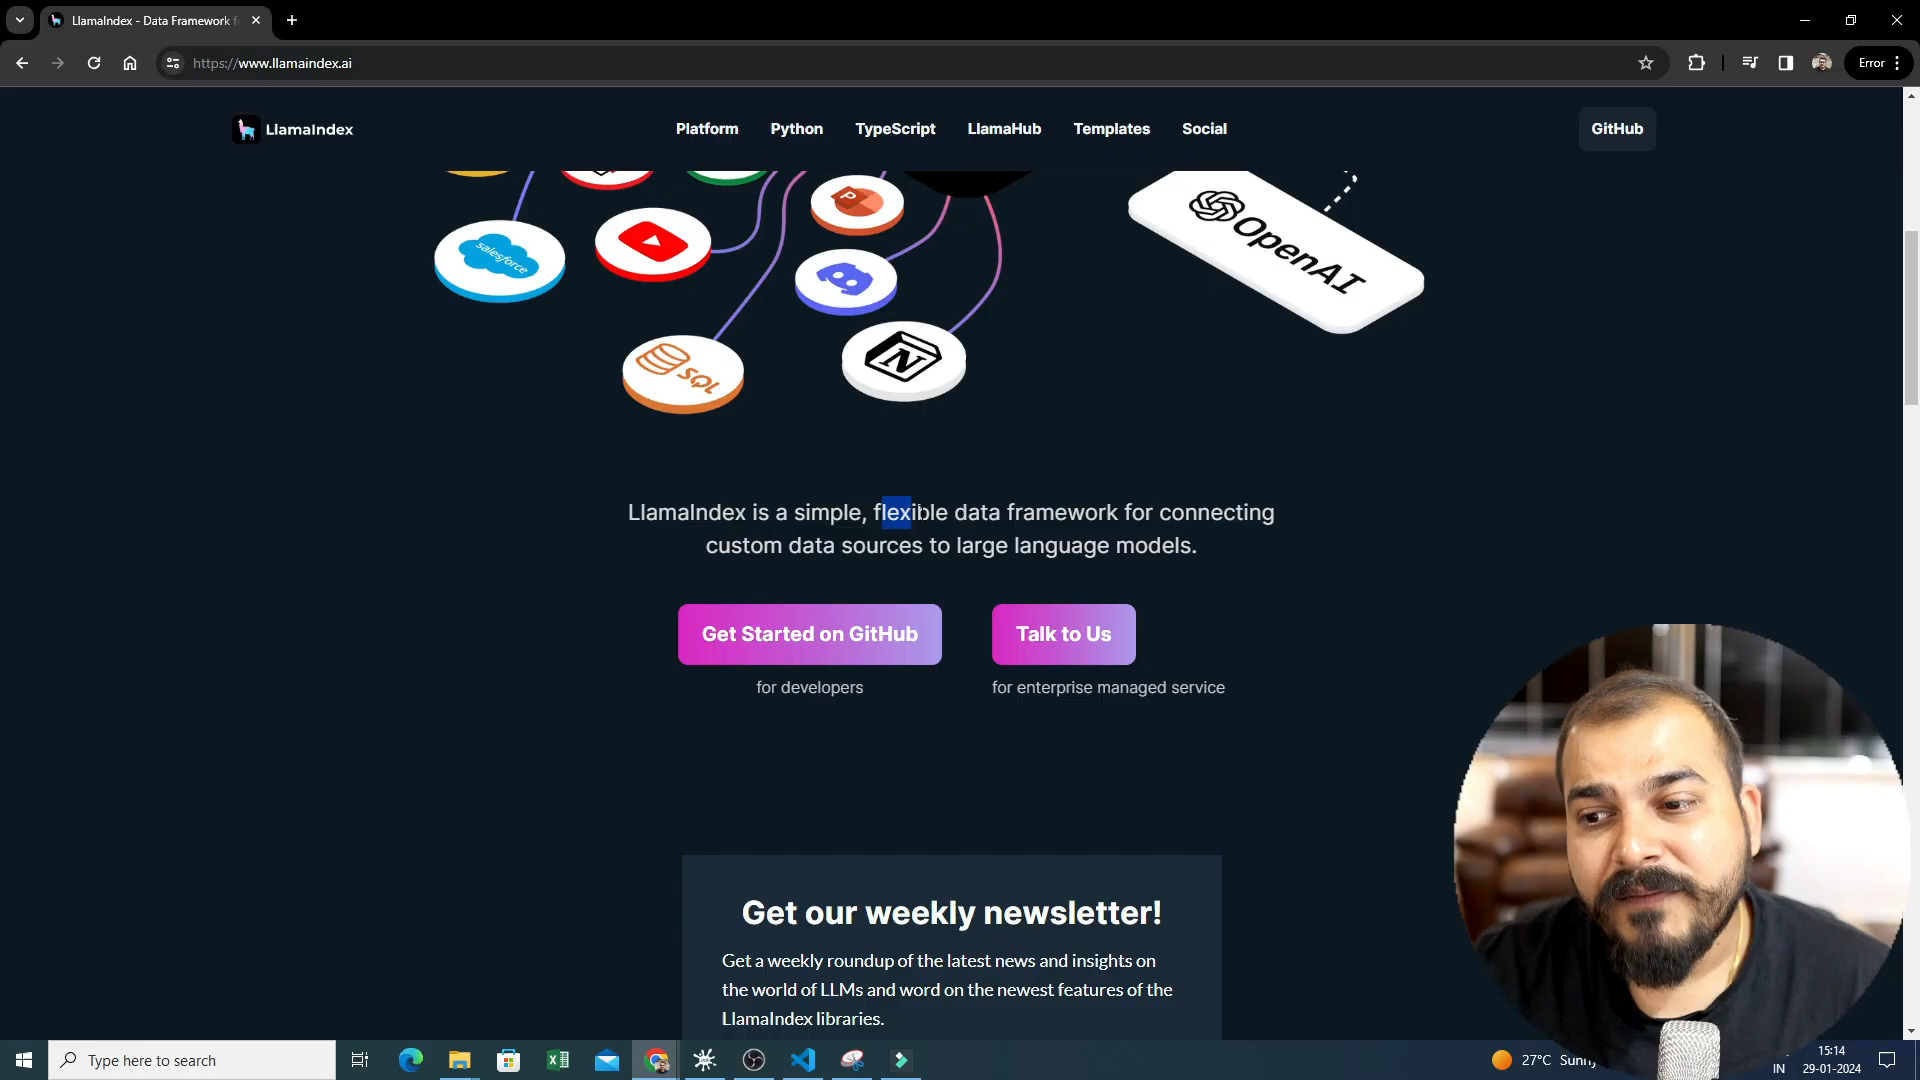 LlamaIndex - Data Framework f
https://www.llamaindex.ai
Error
LlamaIndex
Platform
Python
TypeScript
LlamaHub
Templates
Social
GitHub
salesforce
SQL
OpenAI
LlamaIndex is a simple, flexible data framework for connecting
custom data sources to large language models.
Get Started on GitHub
Talk to Us
for developers
for enterprise managed service
Get our weekly newsletter!
Get a weekly roundup of the latest news and insights on
the world of LLMs and word on the newest features of the
LlamaIndex libraries.
Type here to search
27°C
IN
15:14
29-01-2024